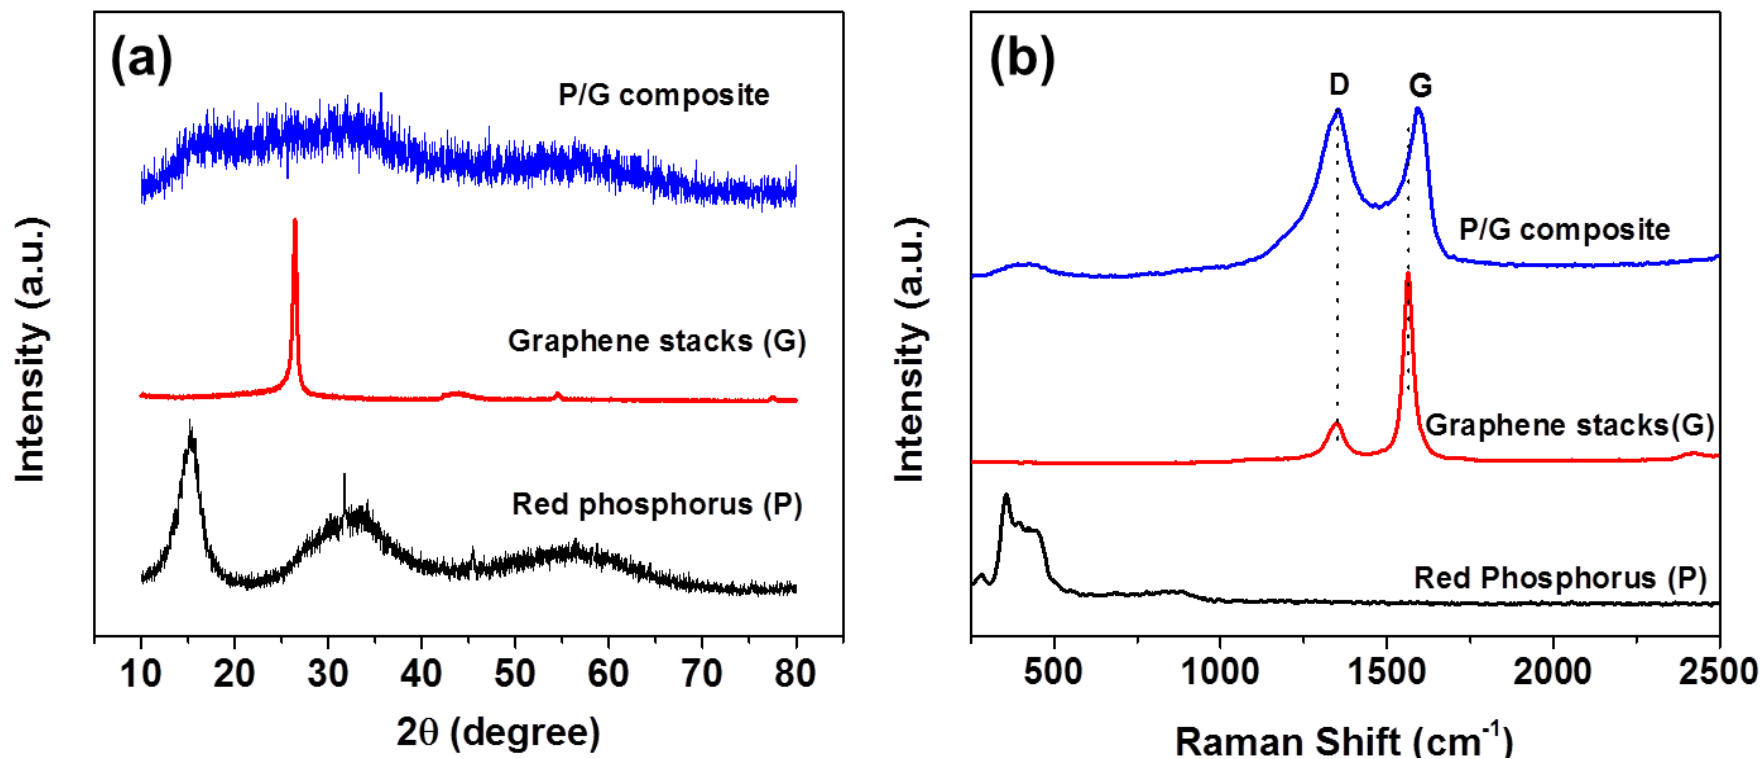 (a)
P/G composite
Graphene stacks (G)
Red phosphorus (P)
Intensity (a.u.)
10 20 30 40 50 60 70 80
2θ (degree)
(b)
D G
P/G composite
Graphene stacks(G)
Red Phosphorus (P)
Intensity (a.u.)
500 1000 1500 2000 2500
Raman Shift (cm-1)